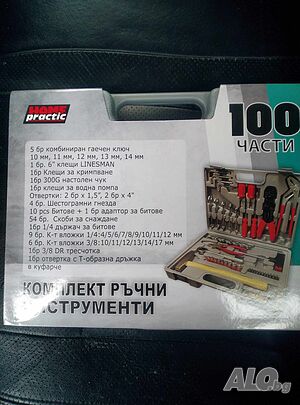 HOME
practic
100
ЧАСТИ
5 бр комбиниран гаечен ключ
10 мм, 11 мм, 12 мм, 13 мм, 14 мм
1 бр. 6" клещи LINESMAN
1бр Клещи за кримпване
1бр 300G настолен чук
1бр клещи за водна помпа
Отвертки: 2 бр x 1,5", 2 бр x 4"
4 бр. Шестогранни гнезда
10 pcs Битове + 1 бр адаптор за битове
54 бр. Скоби за снаждане
1бр 1/4 държач за битове
9 бр. К-т вложки 1/4:4/5/6/7/8/9/10/11/12 мм
6 бр. К-т вложки 3/8:10/11/12/13/14/17 мм
1бр 3/8 DR тресчотка
1бр отвертка с Т-образна дръжка
в куфарче
КОМПЛЕКТ РЪЧНИ
ИНСТРУМЕНТИ
ALO.bg